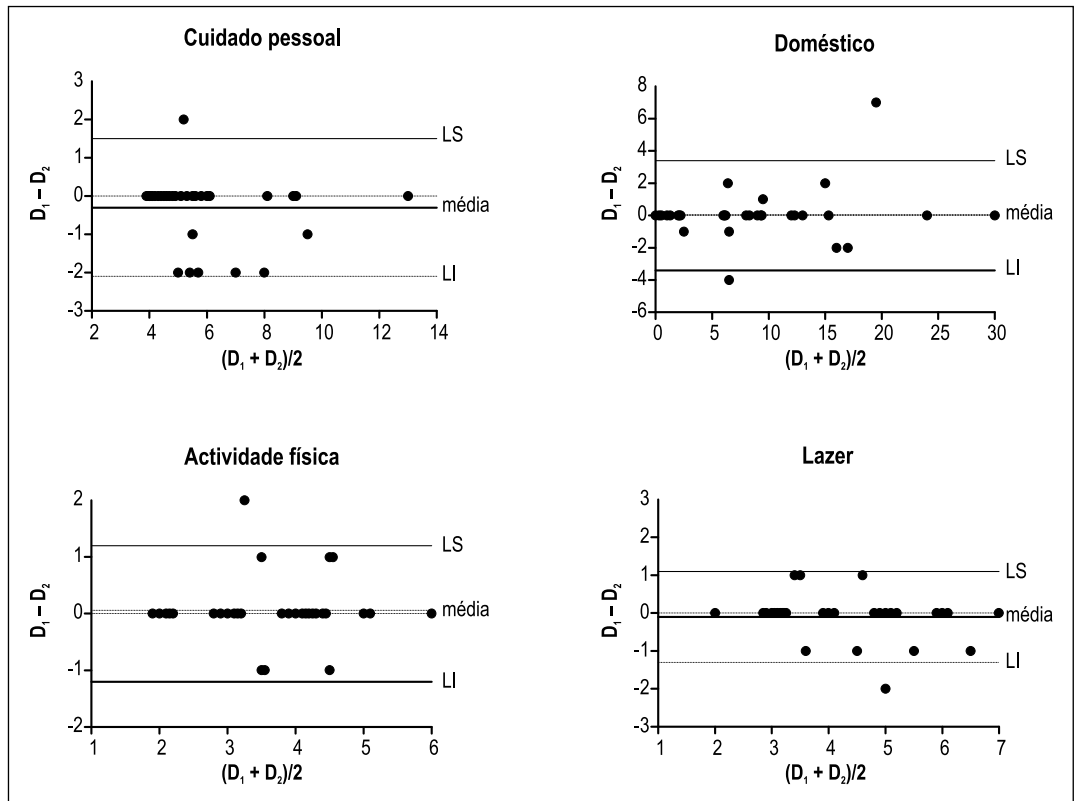 Cuidado pessoal
3
2
1
0
-1
-2
-3
D₁ – D₂
LS
média
LI
2 4 6 8 10 12 14
(D₁ + D₂)/2
Doméstico
8
6
4
2
0
-2
-4
-6
D₁ – D₂
LS
média
LI
0 5 10 15 20 25 30
(D₁ + D₂)/2
Actividade física
2
1
0
-1
-2
D₁ – D₂
LS
média
LI
1 2 3 4 5 6
(D₁ + D₂)/2
Lazer
3
2
1
0
-1
-2
-3
D₁ – D₂
LS
média
LI
1 2 3 4 5 6 7
(D₁ + D₂)/2